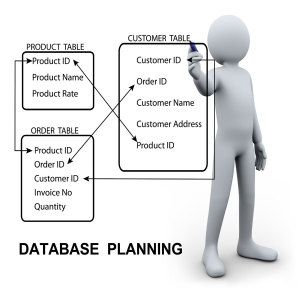 PRODUCT TABLE
Product ID
Product Name
Product Rate
CUSTOMER TABLE
Customer ID
Order ID
Customer Name
Customer Address
Product ID
ORDER TABLE
Product ID
Order ID
Customer ID
Invoice No
Quantity
DATABASE PLANNING